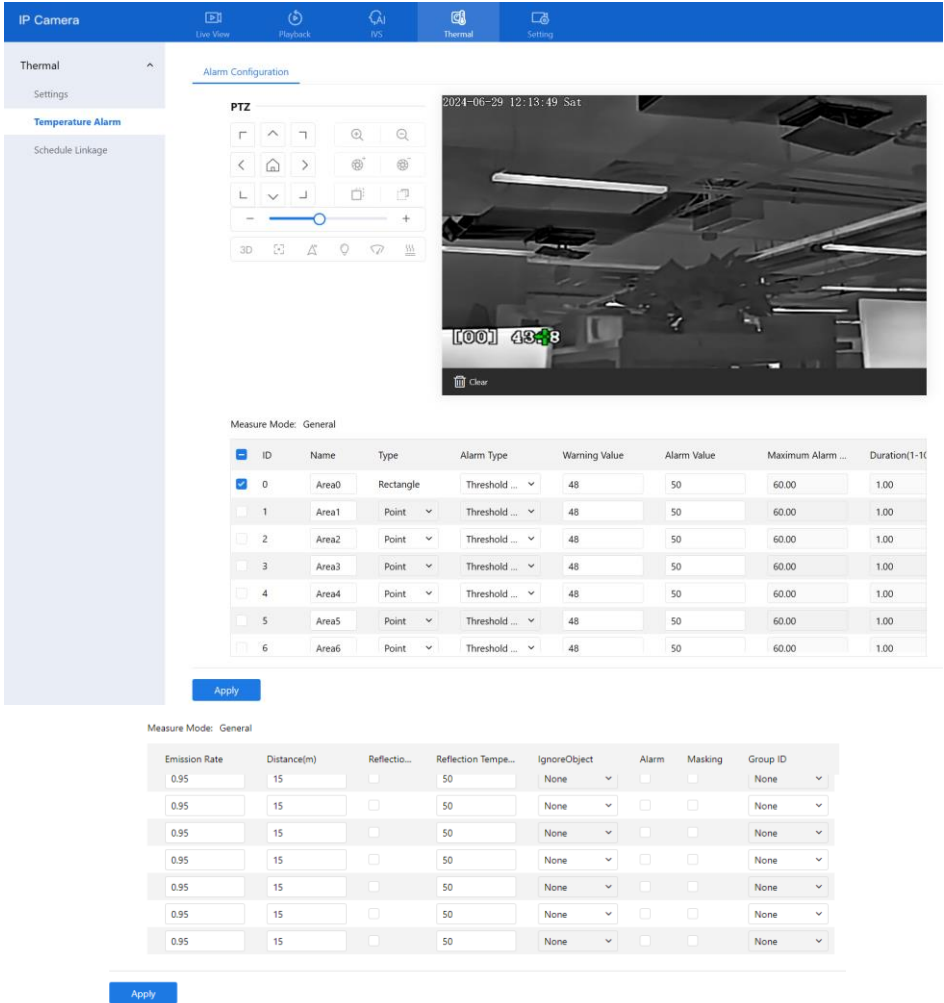 IP Camera
Live View Playback IVS Thermal Setting
Thermal
Settings
Temperature Alarm
Schedule Linkage
Alarm Configuration
PTZ
3D
2024-06-29 12:13:49 Sat
[00] 43.8
Clear
Measure Mode: General
ID Name Type Alarm Type Warning Value Alarm Value Maximum Alarm ... Duration(1-10
0 Area0 Rectangle Threshold ... 48 50 60.00 1.00
1 Area1 Point Threshold ... 48 50 60.00 1.00
2 Area2 Point Threshold ... 48 50 60.00 1.00
3 Area3 Point Threshold ... 48 50 60.00 1.00
4 Area4 Point Threshold ... 48 50 60.00 1.00
5 Area5 Point Threshold ... 48 50 60.00 1.00
6 Area6 Point Threshold ... 48 50 60.00 1.00
Apply
Measure Mode: General
Emission Rate Distance(m) Reflectio... Reflection Tempe... IgnoreObject Alarm Masking Group ID
0.95 15 50 None None
0.95 15 50 None None
0.95 15 50 None None
0.95 15 50 None None
0.95 15 50 None None
0.95 15 50 None None
0.95 15 50 None None
Apply